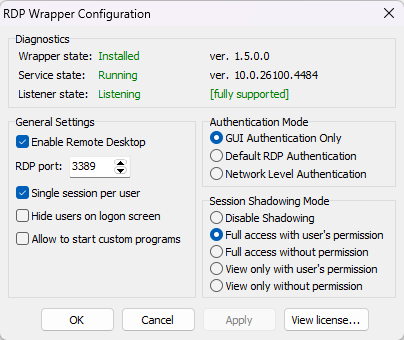 RDP Wrapper Configuration
Diagnostics
Wrapper state: Installed ver. 1.5.0.0
Service state: Running ver. 10.0.26100.4484
Listener state: Listening [fully supported]
General Settings
Enable Remote Desktop
RDP port: 3389
Single session per user
Hide users on logon screen
Allow to start custom programs
Authentication Mode
GUI Authentication Only
Default RDP Authentication
Network Level Authentication
Session Shadowing Mode
Disable Shadowing
Full access with user's permission
Full access without permission
View only with user's permission
View only without permission
OK Cancel Apply View license...